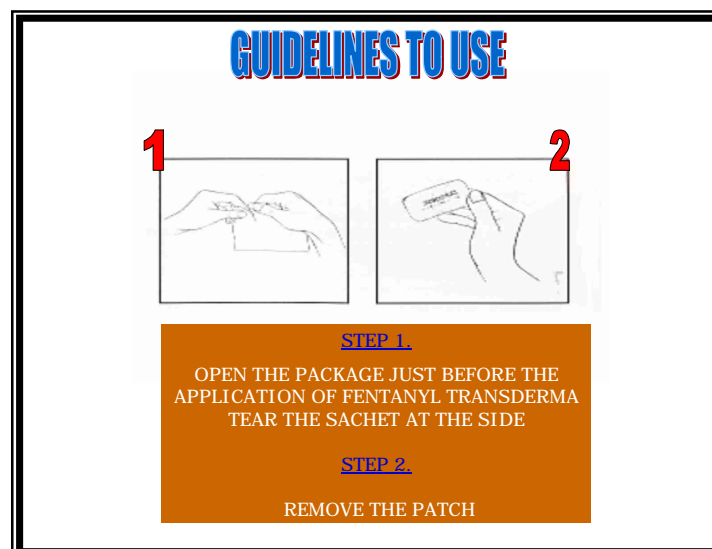 GUIDELINES TO USE
1
2
STEP 1.
OPEN THE PACKAGE JUST BEFORE THE
APPLICATION OF FENTANYL TRANSDERMA
TEAR THE SACHET AT THE SIDE
STEP 2.
REMOVE THE PATCH